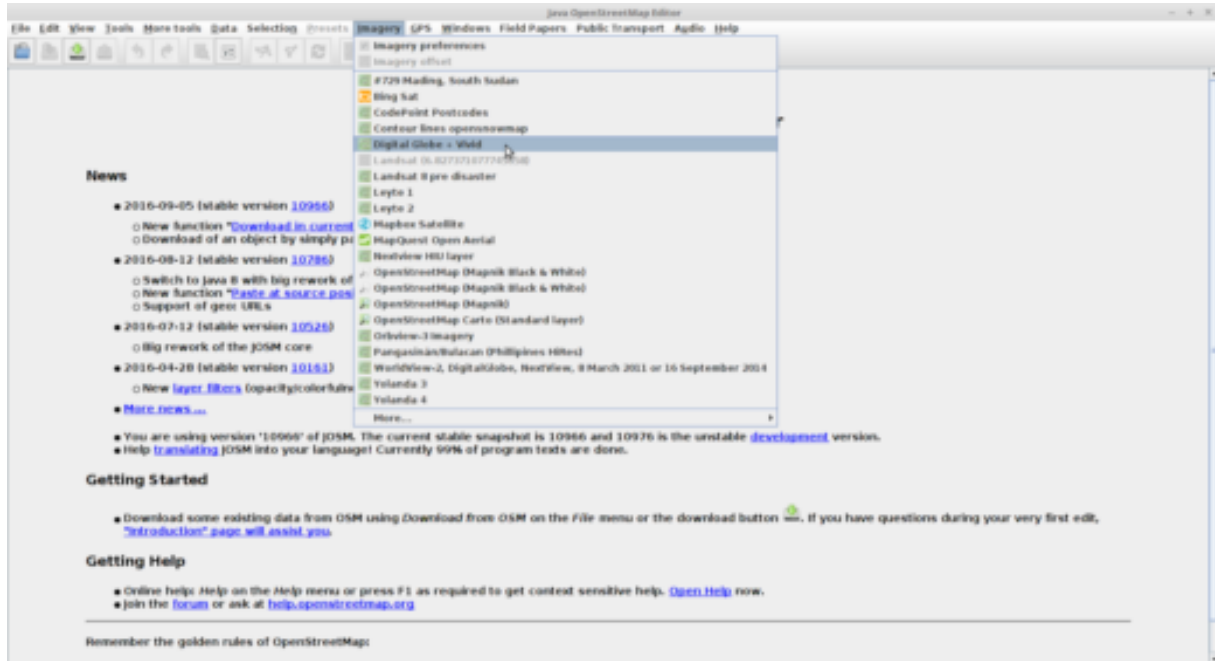 Java OpenStreetMap Editor
File Edit View Tools More tools Data Selection Presets Imagery GPS Windows Field Papers Public Transport Audio Help
Imagery preferences
Imagery offset
#729 Mading, South Sudan
Bing Sat
CodePoint Postcodes
Contour lines opensnowmap
Digital Globe + Vivid
Landsat
Landsat 8 pre disaster
Leyte 1
Leyte 2
Mapbox Satellite
MapQuest Open Aerial
Nextview HIU layer
OpenStreetMap (Mapnik Black & White)
OpenStreetMap (Mapnik Black & White)
OpenStreetMap (Mapnik)
OpenStreetMap Carto (Standard layer)
Orbview-3 Imagery
Pangasinan/Bulacan (Phillipines HiRes)
WorldView-2, DigitalGlobe, NextView, 8 March 2011 or 16 September 2014
Yolanda 3
Yolanda 4
More...
News
2016-09-05 (stable version 10966)
New function "Download in current
Download of an object by simply pa
2016-08-12 (stable version 10786)
Switch to Java 8 with big rework of
New function "Paste at source posi
Support of geo: URLs
2016-07-12 (stable version 10526)
Big rework of the JOSM core
2016-04-28 (stable version 10161)
New layer filters (opacity/colorfulne
More news ...
You are using version '10966' of JOSM. The current stable snapshot is 10966 and 10976 is the unstable development version.
Help translating JOSM into your language! Currently 99% of program texts are done.
Getting Started
Download some existing data from OSM using Download from OSM on the File menu or the download button . If you have questions during your very first edit,
"Introduction" page will assist you.
Getting Help
Online help: Help on the Help menu or press F1 as required to get context sensitive help. Open Help now.
Join the forum or ask at help.openstreetmap.org
Remember the golden rules of OpenStreetMap: